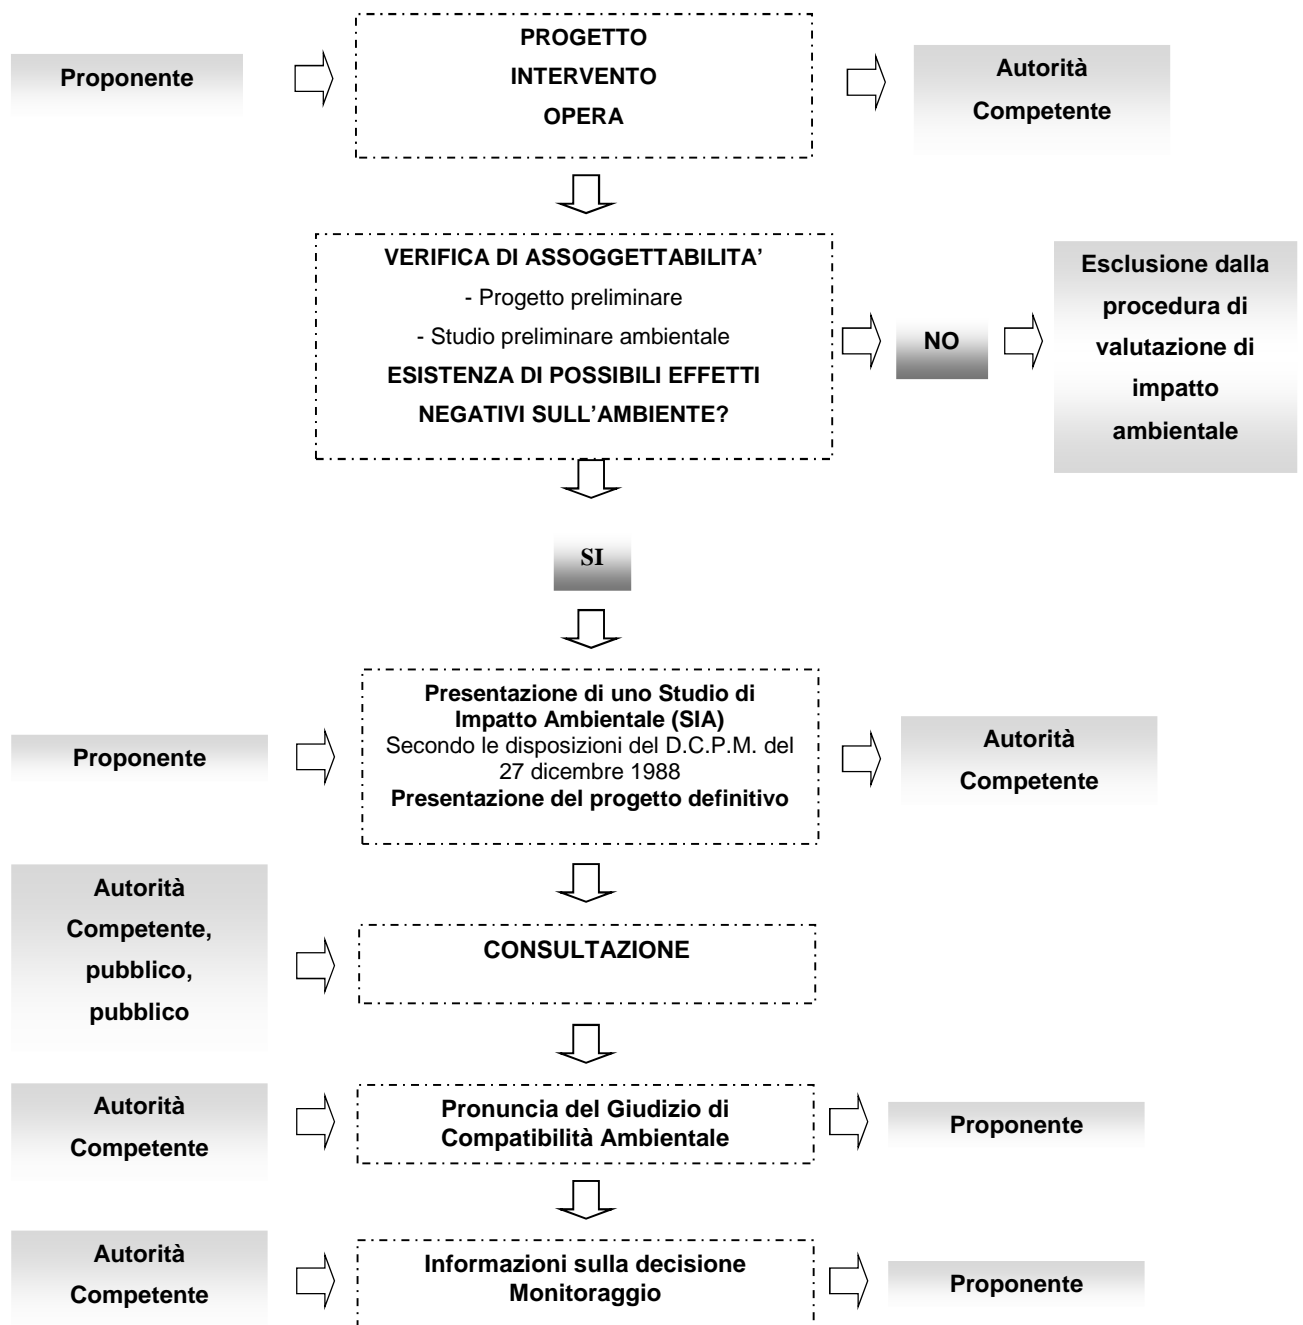 Proponente
PROGETTO
INTERVENTO
OPERA
Autorità
Competente
VERIFICA DI ASSOGGETTABILITA’
- Progetto preliminare
- Studio preliminare ambientale
ESISTENZA DI POSSIBILI EFFETTI
NEGATIVI SULL’AMBIENTE?
NO
Esclusione dalla
procedura di
valutazione di
impatto
ambientale
SI
Proponente
Presentazione di uno Studio di
Impatto Ambientale (SIA)
Secondo le disposizioni del D.C.P.M. del
27 dicembre 1988
Presentazione del progetto definitivo
Autorità
Competente
Autorità
Competente,
pubblico,
pubblico
CONSULTAZIONE
Autorità
Competente
Pronuncia del Giudizio di
Compatibilità Ambientale
Proponente
Autorità
Competente
Informazioni sulla decisione
Monitoraggio
Proponente